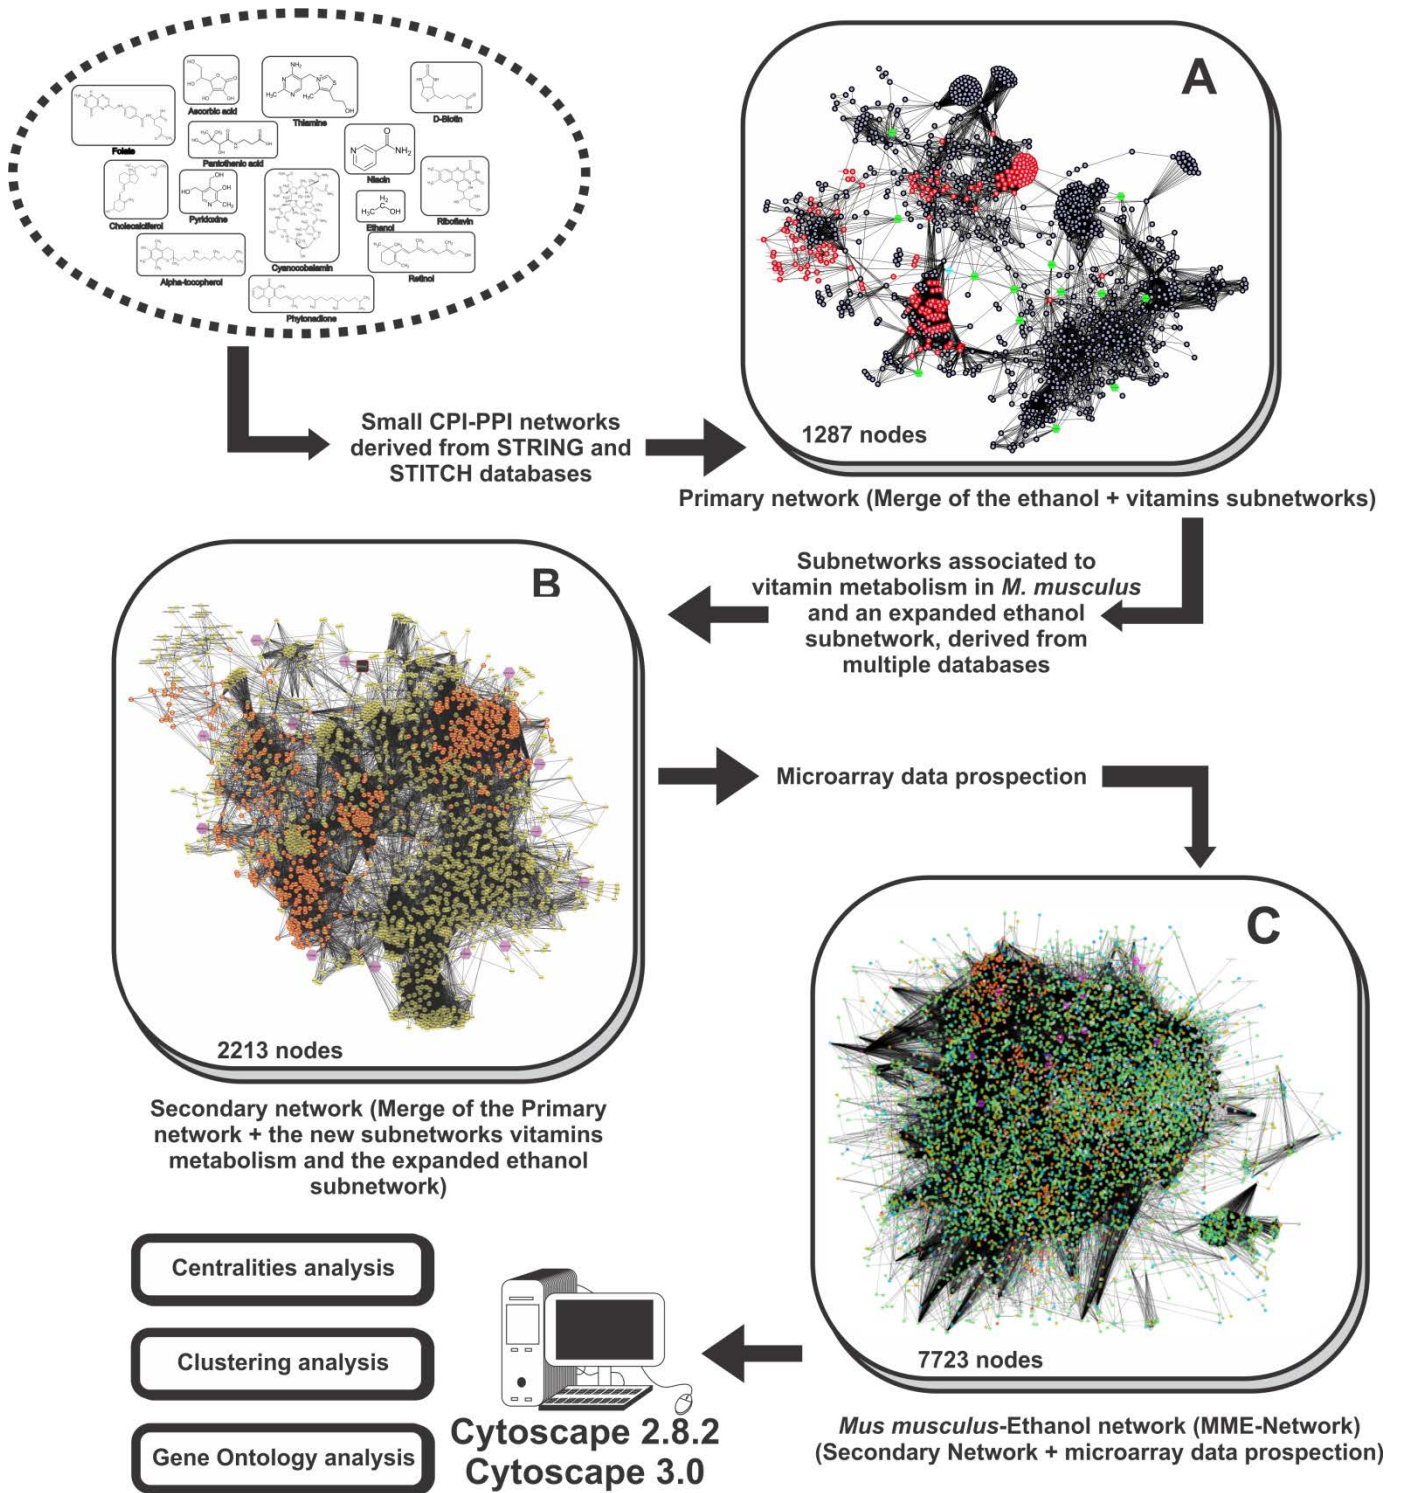 Ascorbic acid
Thiamine
D-Biotin
Folate
Pantothenic acid
Niacin
Cholecalciferol
Pyridoxine
Cyanocobalamin
Ethanol
Riboflavin
Alpha-tocopherol
Retinol
Phytonadione
A
1287 nodes
Small CPI-PPI networks
derived from STRING and
STITCH databases
Primary network (Merge of the ethanol + vitamins subnetworks)
Subnetworks associated to
vitamin metabolism in M. musculus
and an expanded ethanol
subnetwork, derived from
multiple databases
B
2213 nodes
Secondary network (Merge of the Primary
network + the new subnetworks vitamins
metabolism and the expanded ethanol
subnetwork)
Microarray data prospection
C
7723 nodes
Mus musculus-Ethanol network (MME-Network)
(Secondary Network + microarray data prospection)
Cytoscape 2.8.2
Cytoscape 3.0
Centralities analysis
Clustering analysis
Gene Ontology analysis